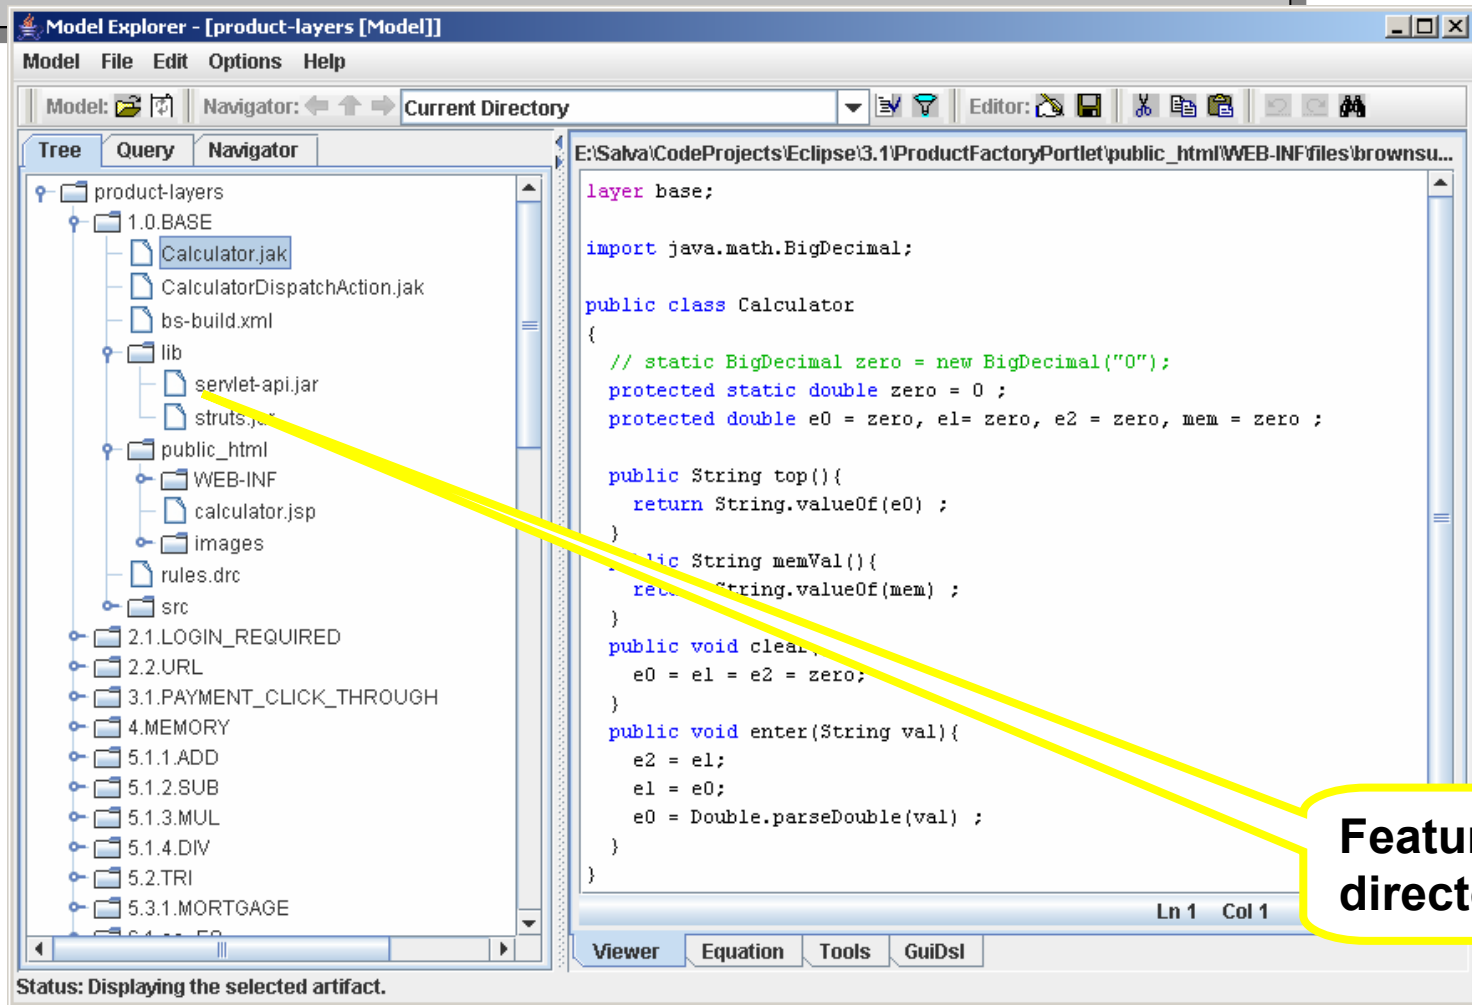 Model Explorer - [product-layers [Model]]
Model File Edit Options Help
Model: Navigator: Current Directory Editor:
Tree Query Navigator
product-layers
1.0.BASE
Calculator.jak
CalculatorDispatchAction.jak
bs-build.xml
lib
servlet-api.jar
struts.jar
public_html
WEB-INF
calculator.jsp
images
rules.drc
src
2.1.LOGIN_REQUIRED
2.2.URL
3.1.PAYMENT_CLICK_THROUGH
4.MEMORY
5.1.1.ADD
5.1.2.SUB
5.1.3.MUL
5.1.4.DIV
5.2.TRI
5.3.1.MORTGAGE
E:\Salva\CodeProjects\Eclipse\3.1\ProductFactoryPortlet\public_html\WEB-INF\files\brownsu...
layer base;
import java.math.BigDecimal;
public class Calculator
{
// static BigDecimal zero = new BigDecimal("0");
protected static double zero = 0 ;
protected double e0 = zero, e1= zero, e2 = zero, mem = zero ;
public String top(){
return String.valueOf(e0) ;
}
public String memVal(){
return String.valueOf(mem) ;
}
public void clear
e0 = e1 = e2 = zero;
}
public void enter(String val){
e2 = e1;
e1 = e0;
e0 = Double.parseDouble(val) ;
}
}
Ln 1 Col 1
Featur
direct
Viewer Equation Tools GuiDsl
Status: Displaying the selected artifact.